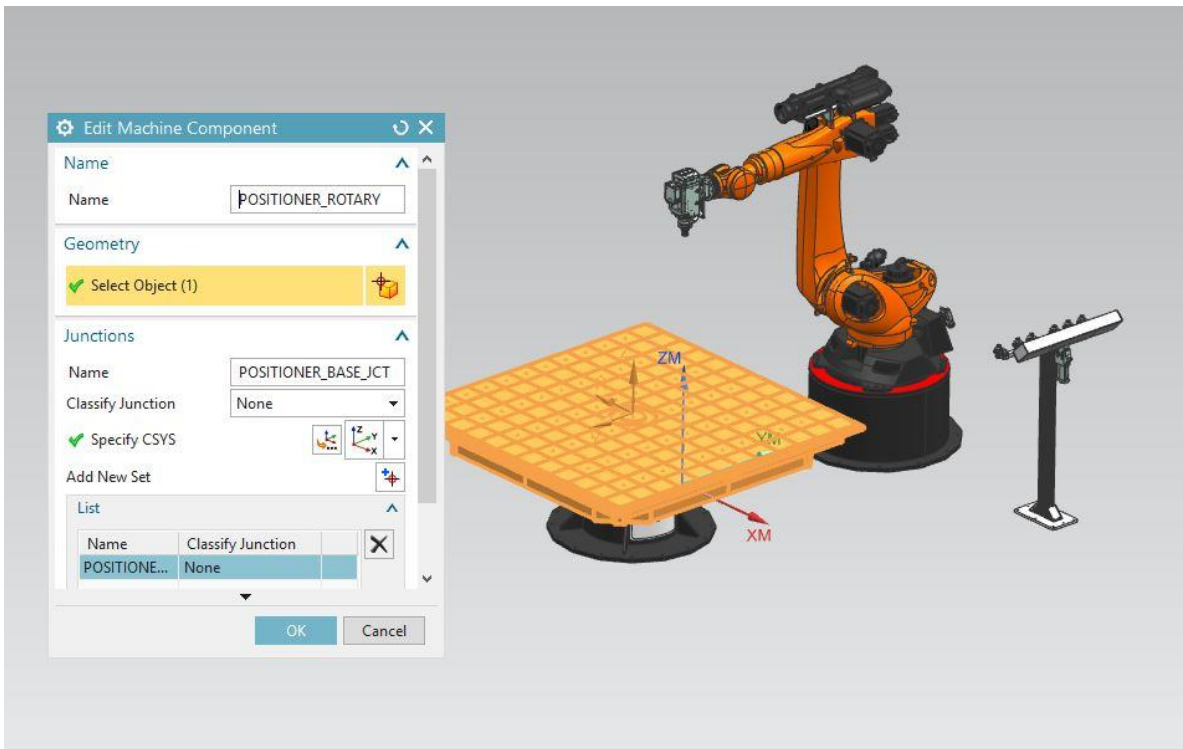 Edit Machine Component
Name
Name POSITIONER_ROTARY
Geometry
Select Object (1)
Junctions
Name POSITIONER_BASE_JCT
Classify Junction None
Specify CSYS
Z
Y
X
Add New Set
List
Name Classify Junction
POSITIONE... None
OK Cancel
ZM
YM
XM